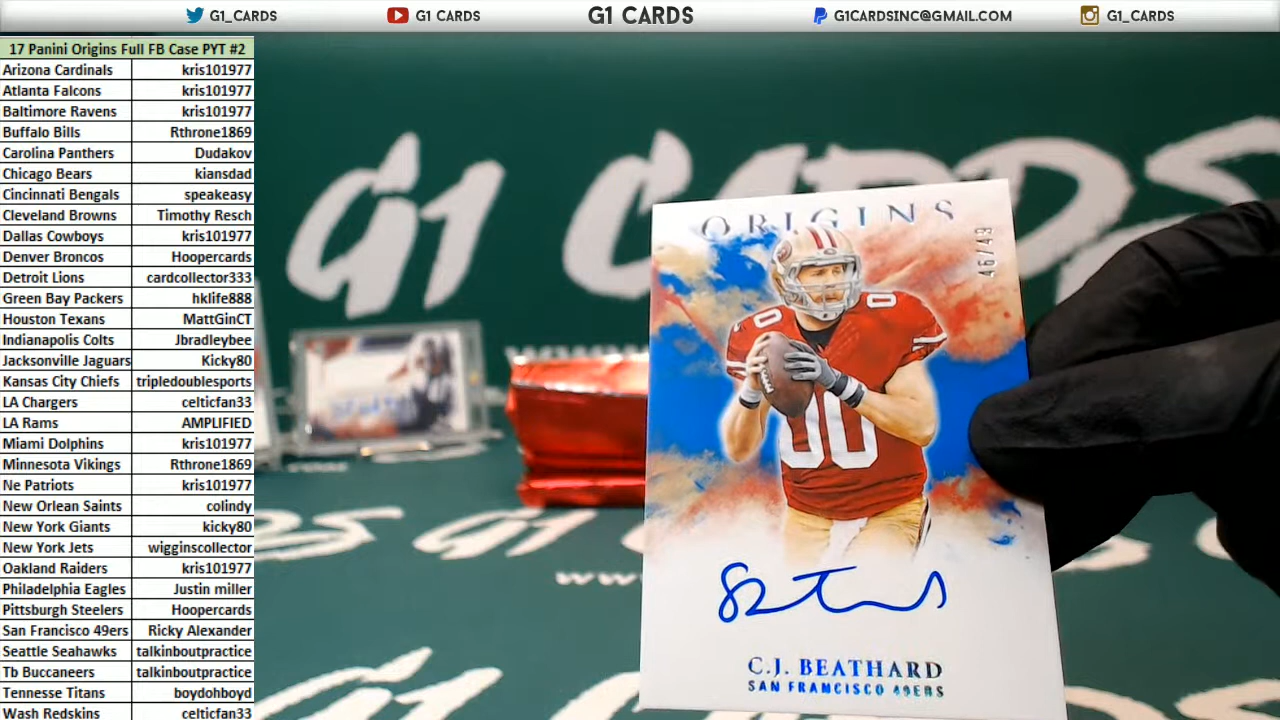 G1_CARDS G1 CARDS G1 CARDS G1CARDSINC@GMAIL.COM G1_CARDS
17 Panini Origins Full FB Case PYT #2
Arizona Cardinals kris101977
Atlanta Falcons kris101977
Baltimore Ravens kris101977
Buffalo Bills Rthrone1869
Carolina Panthers Dudakov
Chicago Bears kiansdad
Cincinnati Bengals speakeasy
Cleveland Browns Timothy Resch
Dallas Cowboys kris101977
Denver Broncos Hoopercards
Detroit Lions cardcollector333
Green Bay Packers hklife888
Houston Texans MattGinCT
Indianapolis Colts Jbradleybee
Jacksonville Jaguars Kicky80
Kansas City Chiefs tripledoublesports
LA Chargers celticfan33
LA Rams AMPLIFIED
Miami Dolphins kris101977
Minnesota Vikings Rthrone1869
Ne Patriots kris101977
New Orlean Saints colindy
New York Giants kicky80
New York Jets wigginscollector
Oakland Raiders kris101977
Philadelphia Eagles Justin miller
Pittsburgh Steelers Hoopercards
San Francisco 49ers Ricky Alexander
Seattle Seahawks talkinboutpractice
Tb Buccaneers talkinboutpractice
Tennesse Titans boydohboyd
Wash Redskins celticfan33
G1 CARDS
ORIGINS
46/49
00
00
C.J. BEATHARD
SAN FRANCISCO 49ERS